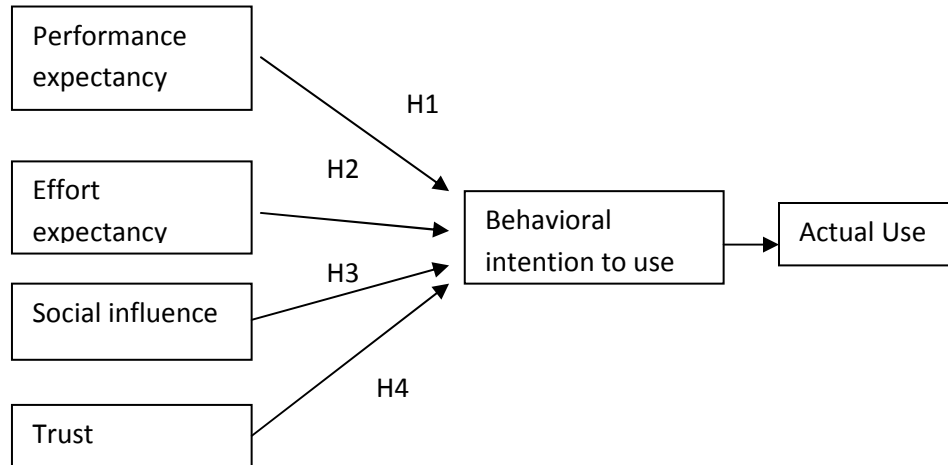 Performance
expectancy
H1
H2
Effort
expectancy
Behavioral
intention to use
Actual Use
H3
Social influence
H4
Trust